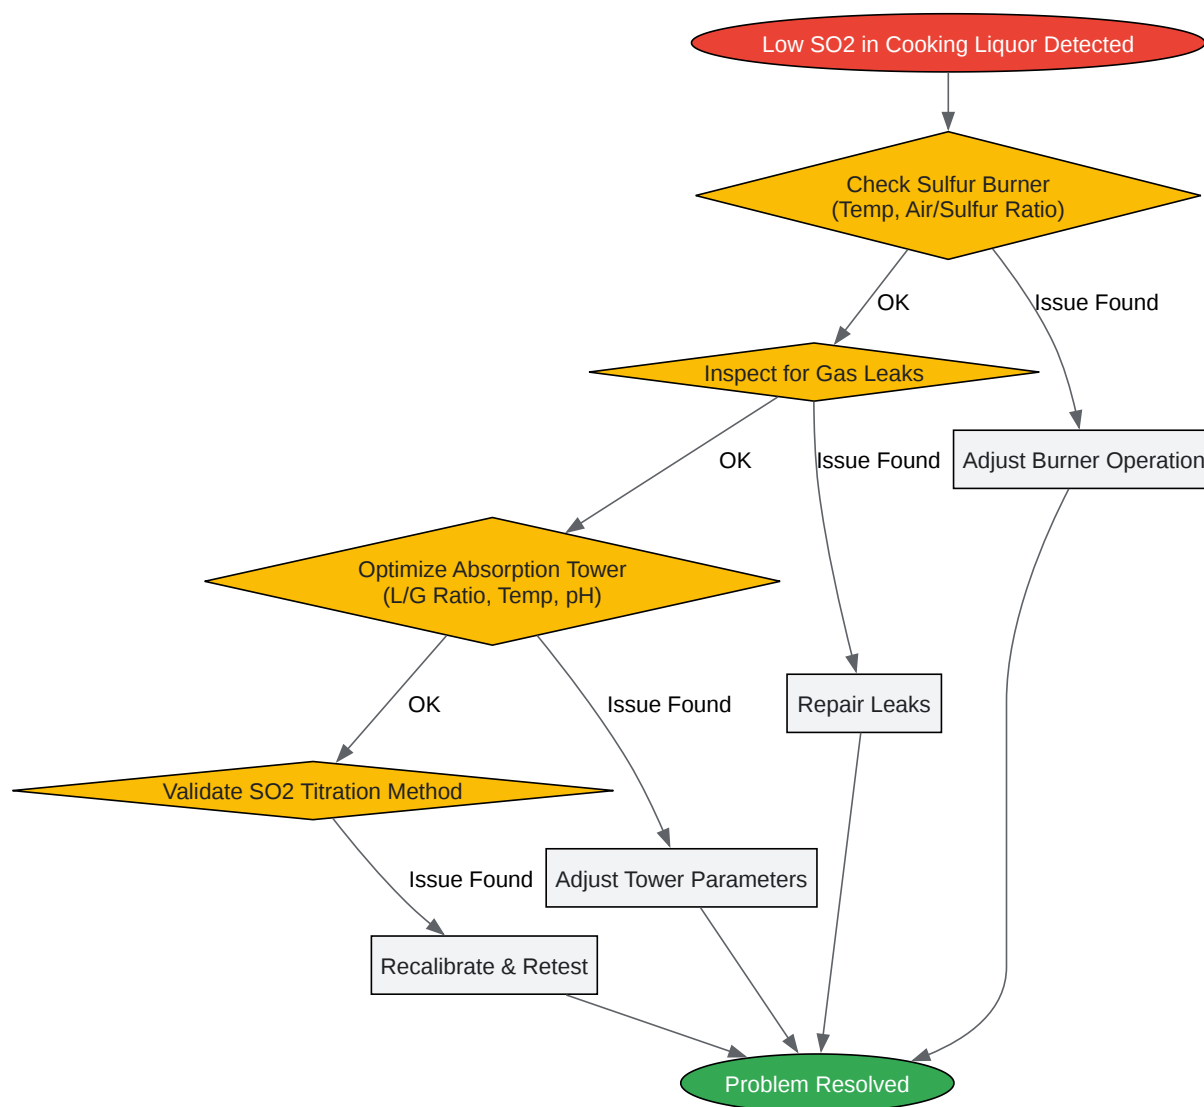 Low SO2 in Cooking Liquor Detected
Check Sulfur Burner
(Temp, Air/Sulfur Ratio)
OK
Issue Found
Inspect for Gas Leaks
OK
Issue Found
Adjust Burner Operation
Optimize Absorption Tower
(L/G Ratio, Temp, pH)
OK
Issue Found
Repair Leaks
Validate SO2 Titration Method
Issue Found
Adjust Tower Parameters
Recalibrate & Retest
Problem Resolved